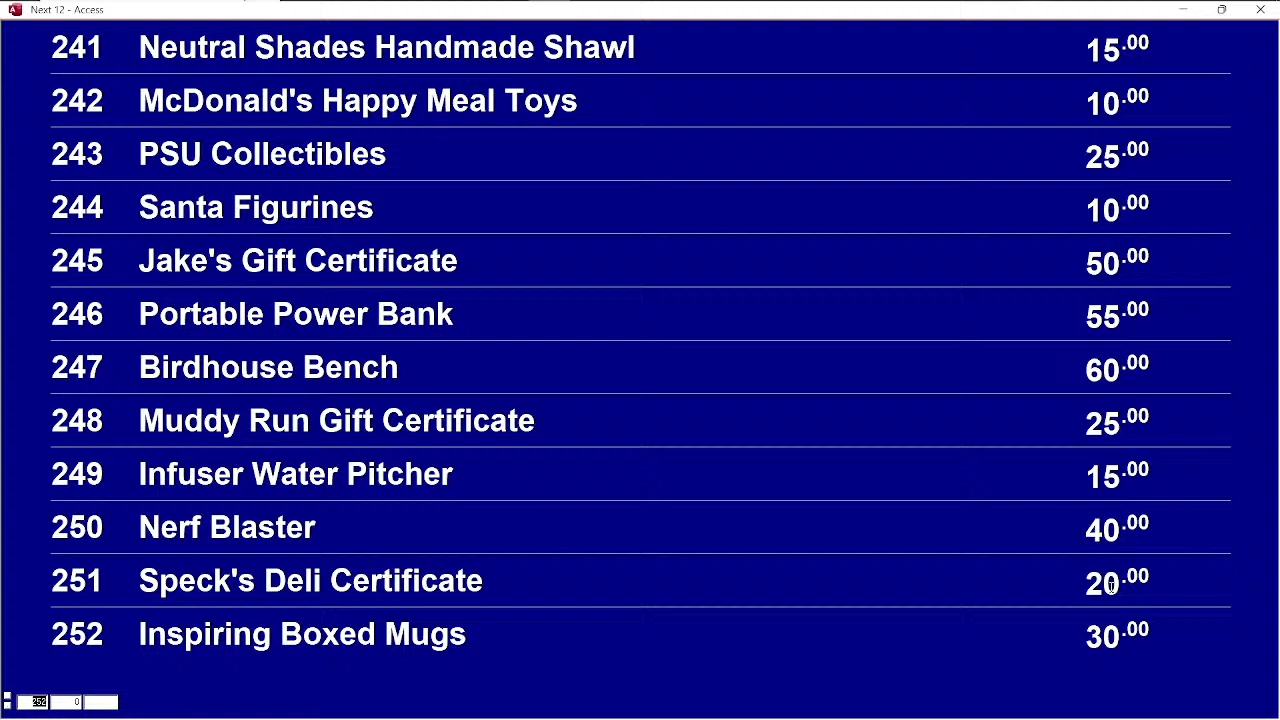 Next 12 - Access
241 Neutral Shades Handmade Shawl 15.00
242 McDonald's Happy Meal Toys 10.00
243 PSU Collectibles 25.00
244 Santa Figurines 10.00
245 Jake's Gift Certificate 50.00
246 Portable Power Bank 55.00
247 Birdhouse Bench 60.00
248 Muddy Run Gift Certificate 25.00
249 Infuser Water Pitcher 15.00
250 Nerf Blaster 40.00
251 Speck's Deli Certificate 20.00
252 Inspiring Boxed Mugs 30.00
252 0